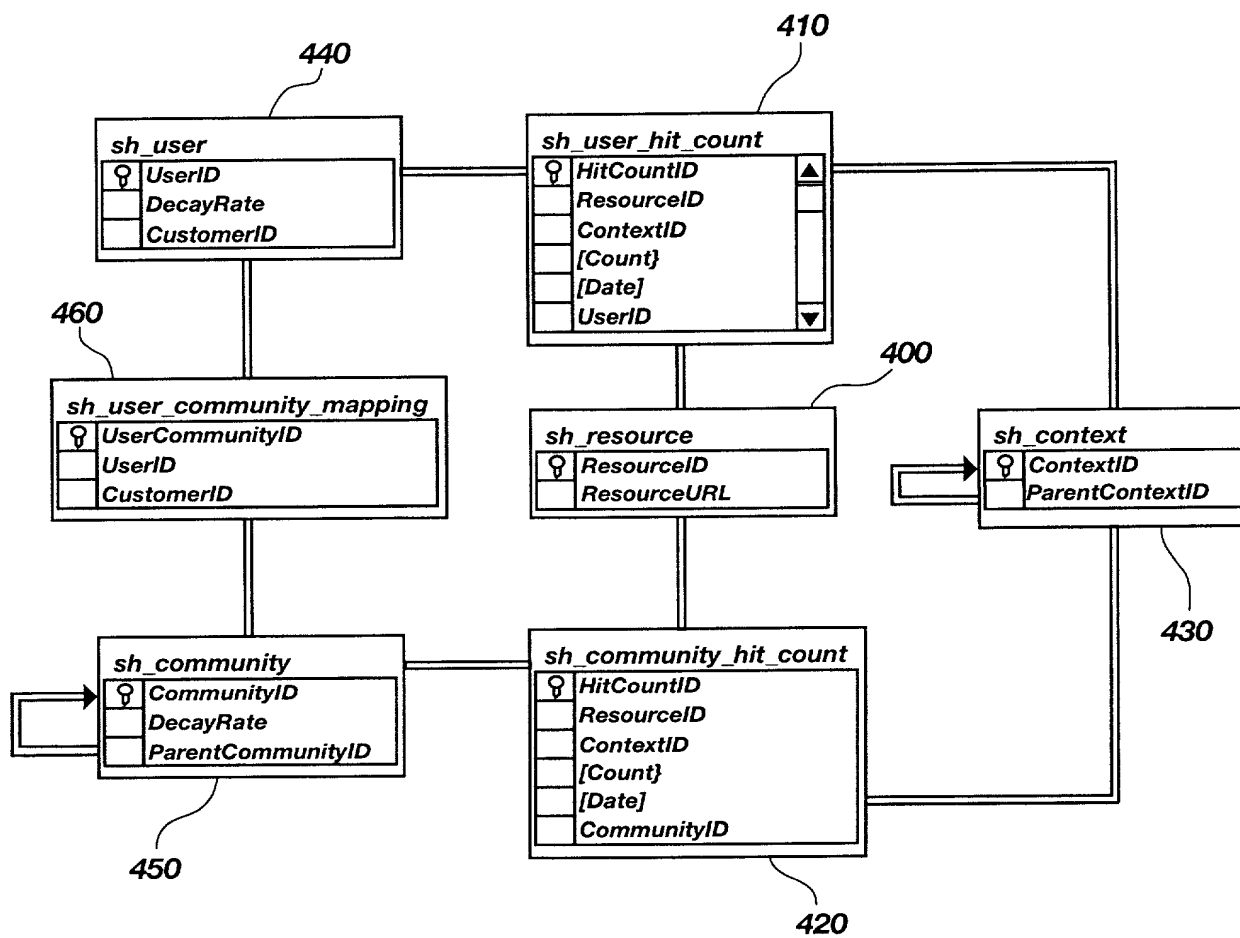 410
440
sh_user
UserID
DecayRate
CustomerID
sh_user_hit_count
HitCountID
ResourceID
ContextID
[Count}
[Date]
UserID
460
sh_user_community_mapping
UserCommunityID
UserID
CustomerID
400
sh_resource
ResourceID
ResourceURL
sh_context
ContextID
ParentContextID
430
sh_community
CommunityID
DecayRate
ParentCommunityID
450
sh_community_hit_count
HitCountID
ResourceID
ContextID
[Count}
[Date]
CommunityID
420